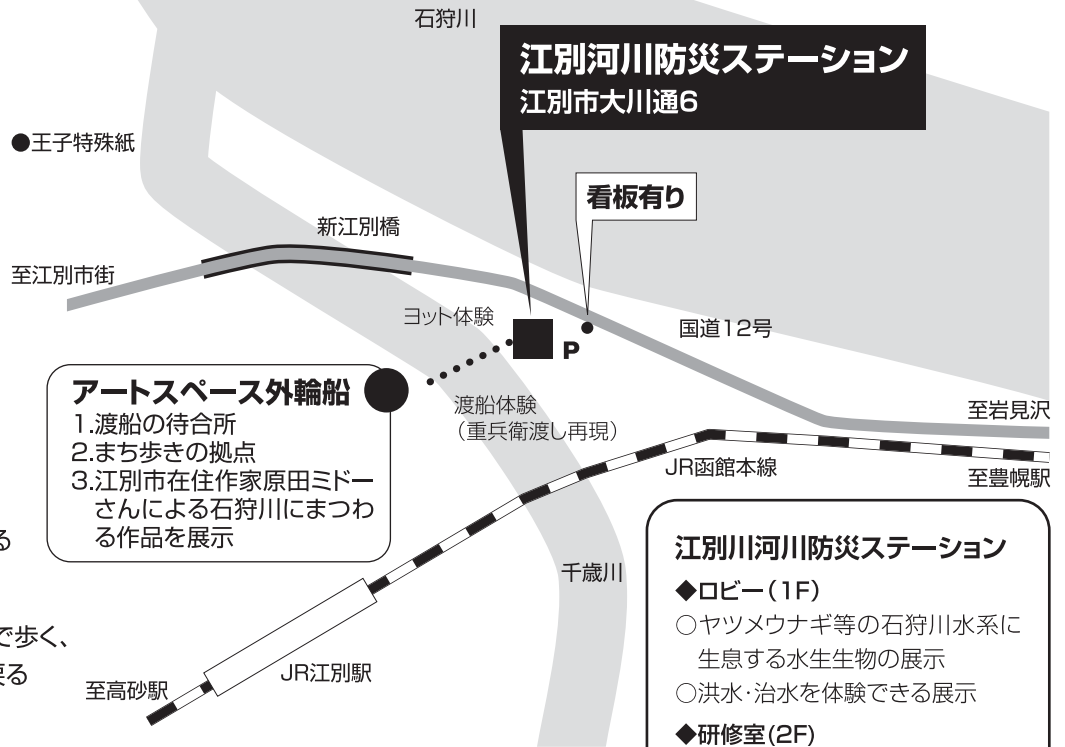 石狩川
江別河川防災ステーション
江別市大川通6
●王子特殊紙
看板有り
新江別橋
至江別市街
ヨット体験
国道12号
P
アートスペース外輪船
1.渡船の待合所
2.まち歩きの拠点
3.江別市在住作家原田ミドー
さんによる石狩川にまつわ
る作品を展示
渡船体験
（重兵衛渡し再現）
至岩見沢
JR函館本線
至豊幌駅
る
千歳川
で歩く、
戻る
JR江別駅
至高砂駅
江別川河川防災ステーション
◆ロビー（1F）
○ヤツメウナギ等の石狩川水系に
生息する水生生物の展示
○洪水・治水を体験できる展示
◆研修室(2F)